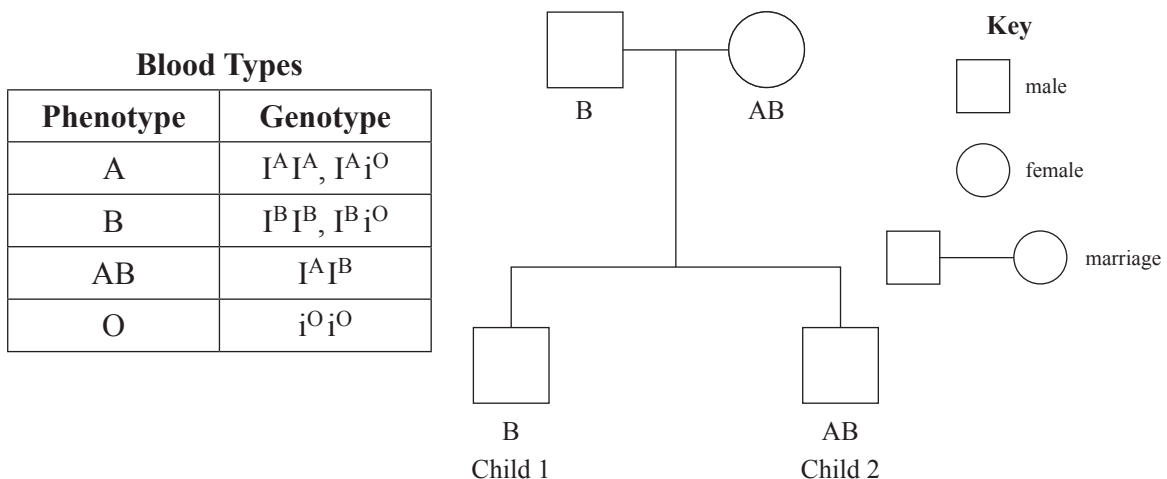 Blood Types
Phenotype Genotype
A IᴬIᴬ, Iᴬiᴼ
B IᴮIᴮ, Iᴮiᴼ
AB IᴬIᴮ
O iᴼiᴼ
B AB
B AB
Child 1 Child 2
Key
male
female
marriage